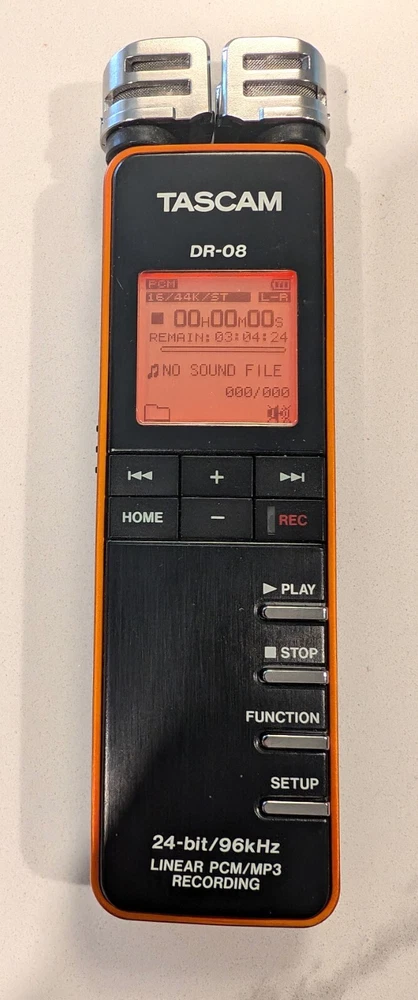 TASCAM
DR-08
PCM
16/44K/ST L-R
00H00M00S
REMAIN: 03:04:24
NO SOUND FILE
000/000
+
HOME − REC
PLAY
STOP
FUNCTION
SETUP
24-bit/96kHz
LINEAR PCM/MP3
RECORDING